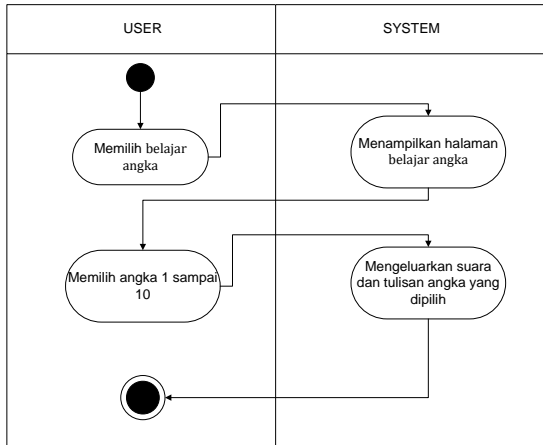 USER
SYSTEM
Memilih belajar
angka
Menampilkan halaman
belajar angka
Memilih angka 1 sampai
10
Mengeluarkan suara
dan tulisan angka yang
dipilih